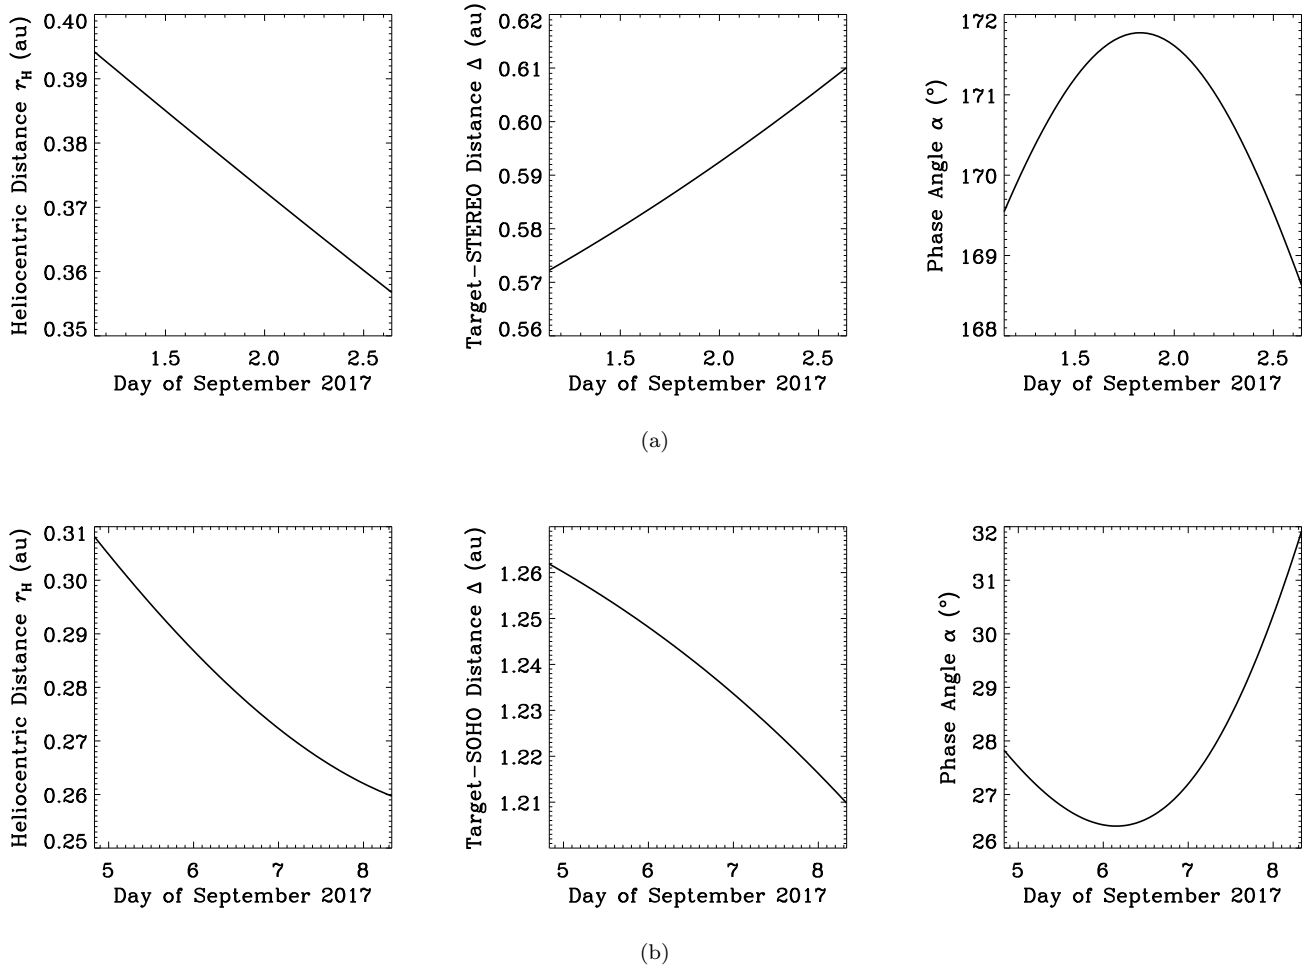 Heliocentric Distance r_H (au)
0.40
0.39
0.38
0.37
0.36
0.35
1.5 2.0 2.5
Day of September 2017
Target−STEREO Distance Δ (au)
0.62
0.61
0.60
0.59
0.58
0.57
0.56
1.5 2.0 2.5
Day of September 2017
Phase Angle α (°)
172
171
170
169
168
1.5 2.0 2.5
Day of September 2017
(a)
Heliocentric Distance r_H (au)
0.31
0.30
0.29
0.28
0.27
0.26
0.25
5 6 7 8
Day of September 2017
Target−SOHO Distance Δ (au)
1.26
1.25
1.24
1.23
1.22
1.21
5 6 7 8
Day of September 2017
Phase Angle α (°)
32
31
30
29
28
27
26
5 6 7 8
Day of September 2017
(b)